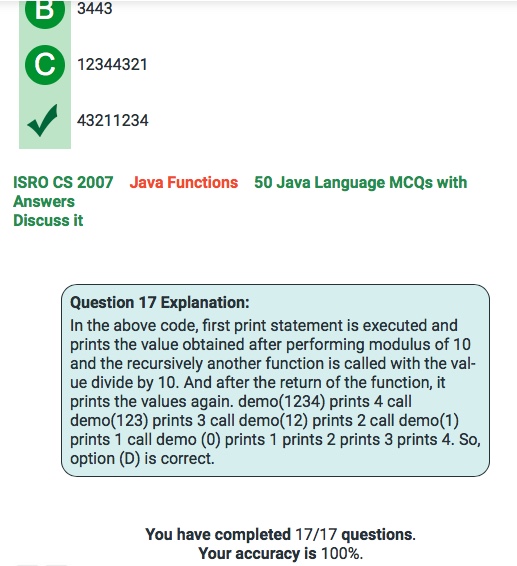 B 3443
C 12344321
43211234
ISRO CS 2007 Java Functions 50 Java Language MCQs with
Answers
Discuss it
Question 17 Explanation:
In the above code, first print statement is executed and
prints the value obtained after performing modulus of 10
and the recursively another function is called with the val-
ue divide by 10. And after the return of the function, it
prints the values again. demo(1234) prints 4 call
demo(123) prints 3 call demo(12) prints 2 call demo(1)
prints 1 call demo (0) prints 1 prints 2 prints 3 prints 4. So,
option (D) is correct.
You have completed 17/17 questions.
Your accuracy is 100%.